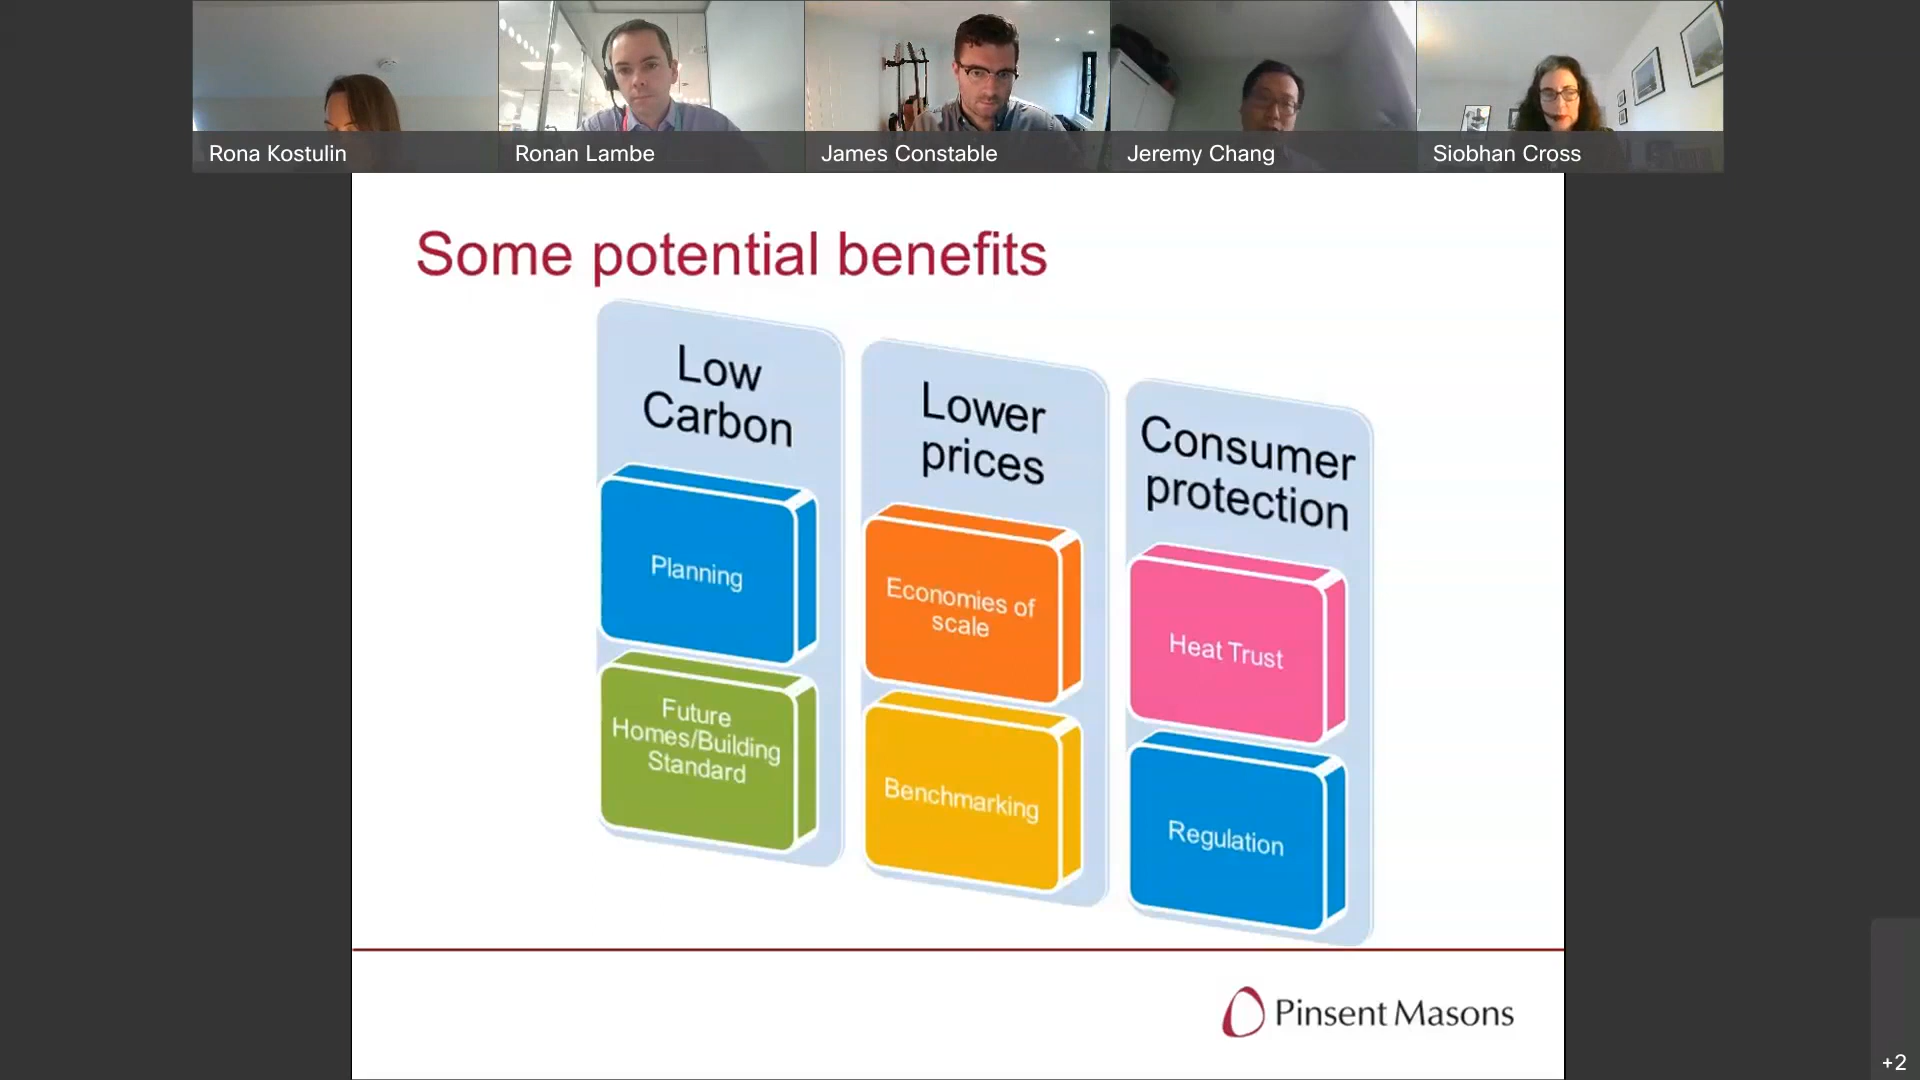 Rona Kostulin
Ronan Lambe
James Constable
Jeremy Chang
Siobhan Cross
Some potential benefits
Low
Carbon
Planning
Future
Homes/Building
Standard
Lower
prices
Economies of
scale
Benchmarking
Consumer
protection
Heat Trust
Regulation
Pinsent Masons
+2